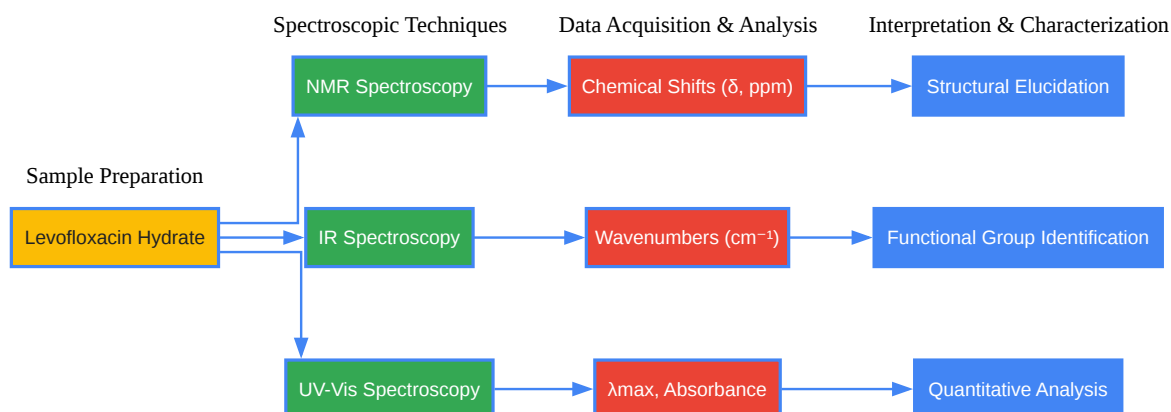 Spectroscopic Techniques
Data Acquisition & Analysis
Interpretation & Characterization
NMR Spectroscopy
Chemical Shifts (δ, ppm)
Structural Elucidation
Sample Preparation
Levofloxacin Hydrate
IR Spectroscopy
Wavenumbers (cm⁻¹)
Functional Group Identification
UV-Vis Spectroscopy
λmax, Absorbance
Quantitative Analysis